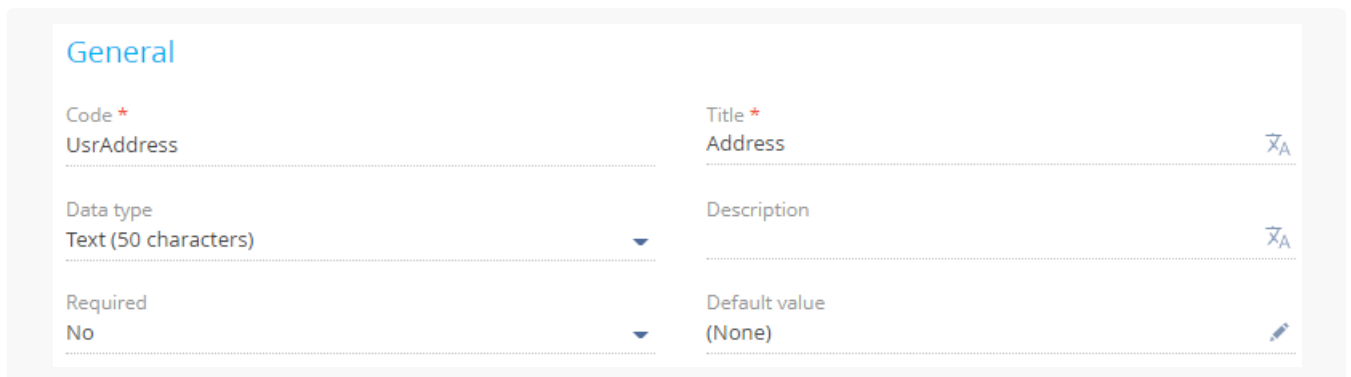 General
Code *
Title *
UsrAddress
Address
Data type
Description
Text (50 characters)
Required
Default value
No
(None)